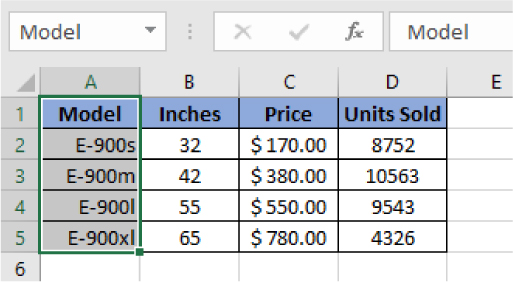 Model fx Model
A B C D E
1 Model Inches Price Units Sold
2 E-900s 32 $ 170.00 8752
3 E-900m 42 $ 380.00 10563
4 E-900l 55 $ 550.00 9543
5 E-900xl 65 $ 780.00 4326
6